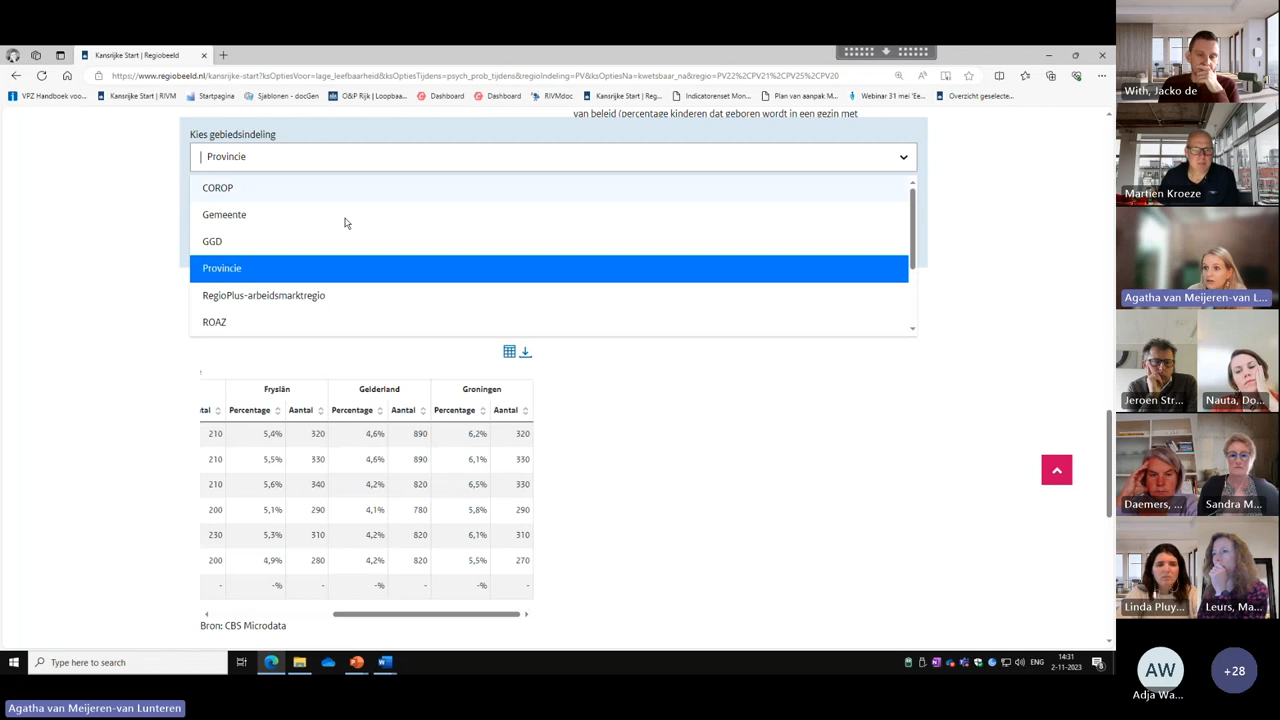 Kansrijke Start | Regiobeeld
https://www.regiobeeld.nl/kansrijke-start?ksOptiesVoor=lage_leefbaarheid&ksOptiesTijdens=psych_prob_tijdens&regioIndeling=PV&ksOptiesNa=kwetsbaar_na&regio=PV22%2CPV21%2CPV25%2CPV20
VPZ Handboek voo...
Kansrijke Start | RIVM
Startpagina
Sjablonen - docGen
O&P Rijk | Loopbaa...
Dashboard
Dashboard
RIVMdoc
Kansrijke Start | Reg...
Indicatorenset Mon...
Plan van aanpak M...
Webinar 31 mei 'Ee...
Overzicht geselecte...
van beleid (percentage kinderen dat geboren wordt in een gezin met
Kies gebiedsindeling
Provincie
COROP
Gemeente
GGD
Provincie
RegioPlus-arbeidsmarktregio
ROAZ
Fryslân Gelderland Groningen
tal Percentage Aantal Percentage Aantal Percentage Aantal
210 5,4% 320 4,6% 890 6,2% 320
210 5,5% 330 4,6% 890 6,1% 330
210 5,6% 340 4,2% 820 6,5% 330
200 5,1% 290 4,1% 780 5,8% 290
230 5,3% 310 4,2% 820 6,1% 310
200 4,9% 280 4,2% 820 5,5% 270
- -% - -% - -% -
Bron: CBS Microdata
Type here to search
ENG
14:31
2-11-2023
Agatha van Meijeren-van Lunteren
With, Jacko de
Martien Kroeze
Agatha van Meijeren-van L...
Jeroen Str...
Nauta, Do...
Daemers, ...
Sandra M...
Linda Pluy...
Leurs, Ma...
AW
Adja Wa...
+28